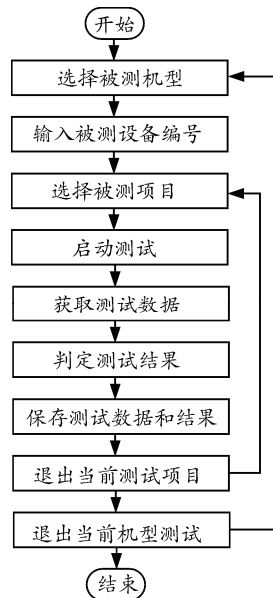 开始
选择被测机型
输入被测设备编号
选择被测项目
启动测试
获取测试数据
判定测试结果
保存测试数据和结果
退出当前测试项目
退出当前机型测试
结束